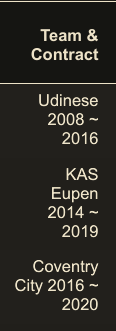 Team &
Contract
Udinese
2008 ~
2016
KAS
Eupen
2014 ~
2019
Coventry
City 2016 ~
2020